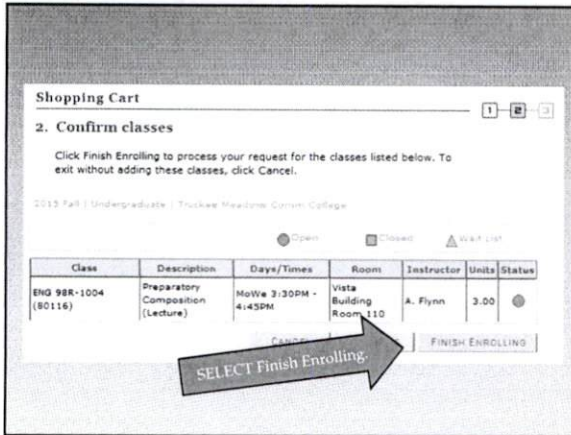 Shopping Cart
1 2 3
2. Confirm classes
Click Finish Enrolling to process your request for the classes listed below. To
exit without adding these classes, click Cancel.
2015 Fall | Undergraduate | Truckee Meadows Comm College
Open Closed Wait List
Class Description Days/Times Room Instructor Units Status
ENG 98R-1004
(80116)
Preparatory
Composition
(Lecture)
MoWe 3:30PM -
4:45PM
Vista
Building
Room 110
A. Flynn
3.00
CANCEL
FINISH ENROLLING
SELECT Finish Enrolling.